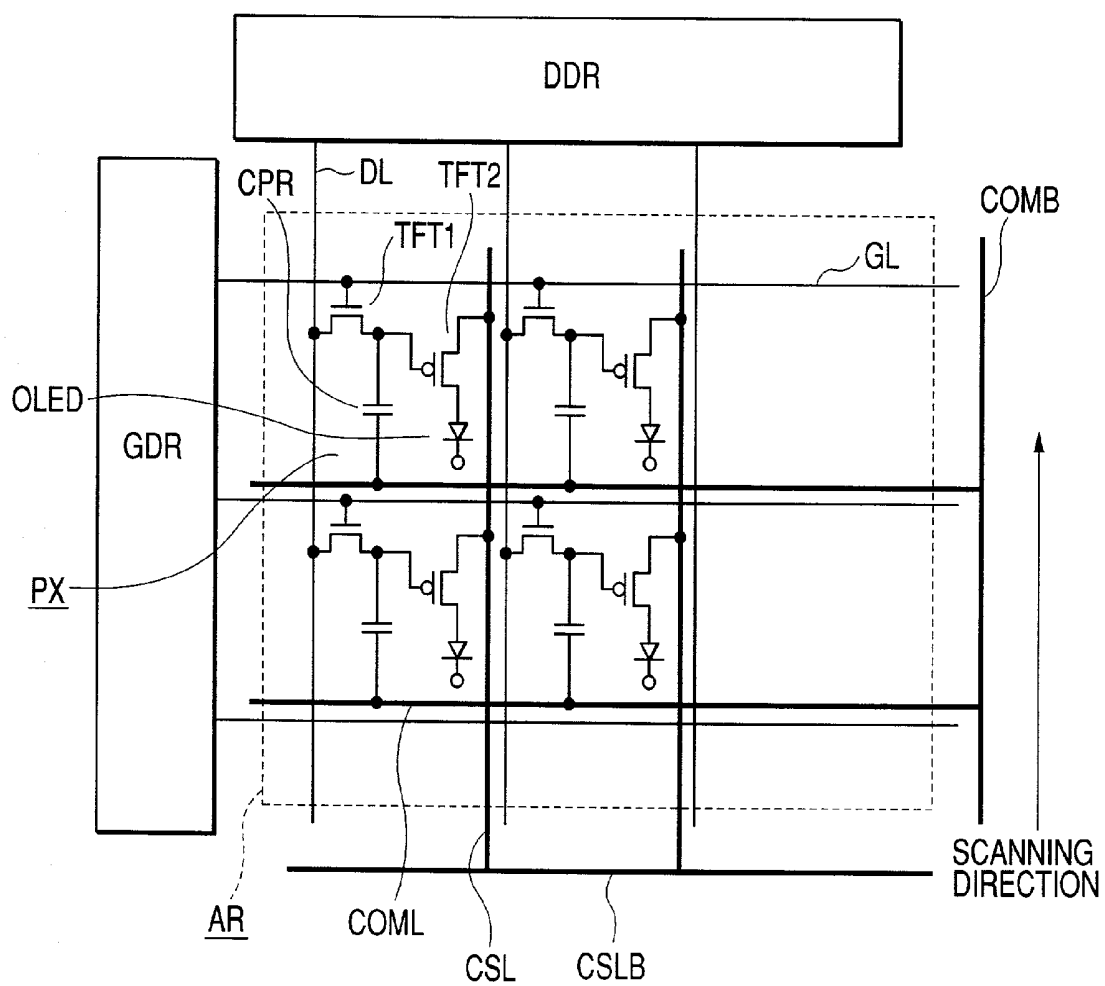 DDR
DL
TFT2
CPR
COMB
TFT1
GL
OLED
GDR
PX
SCANNING
DIRECTION
AR
COML
CSL
CSLB